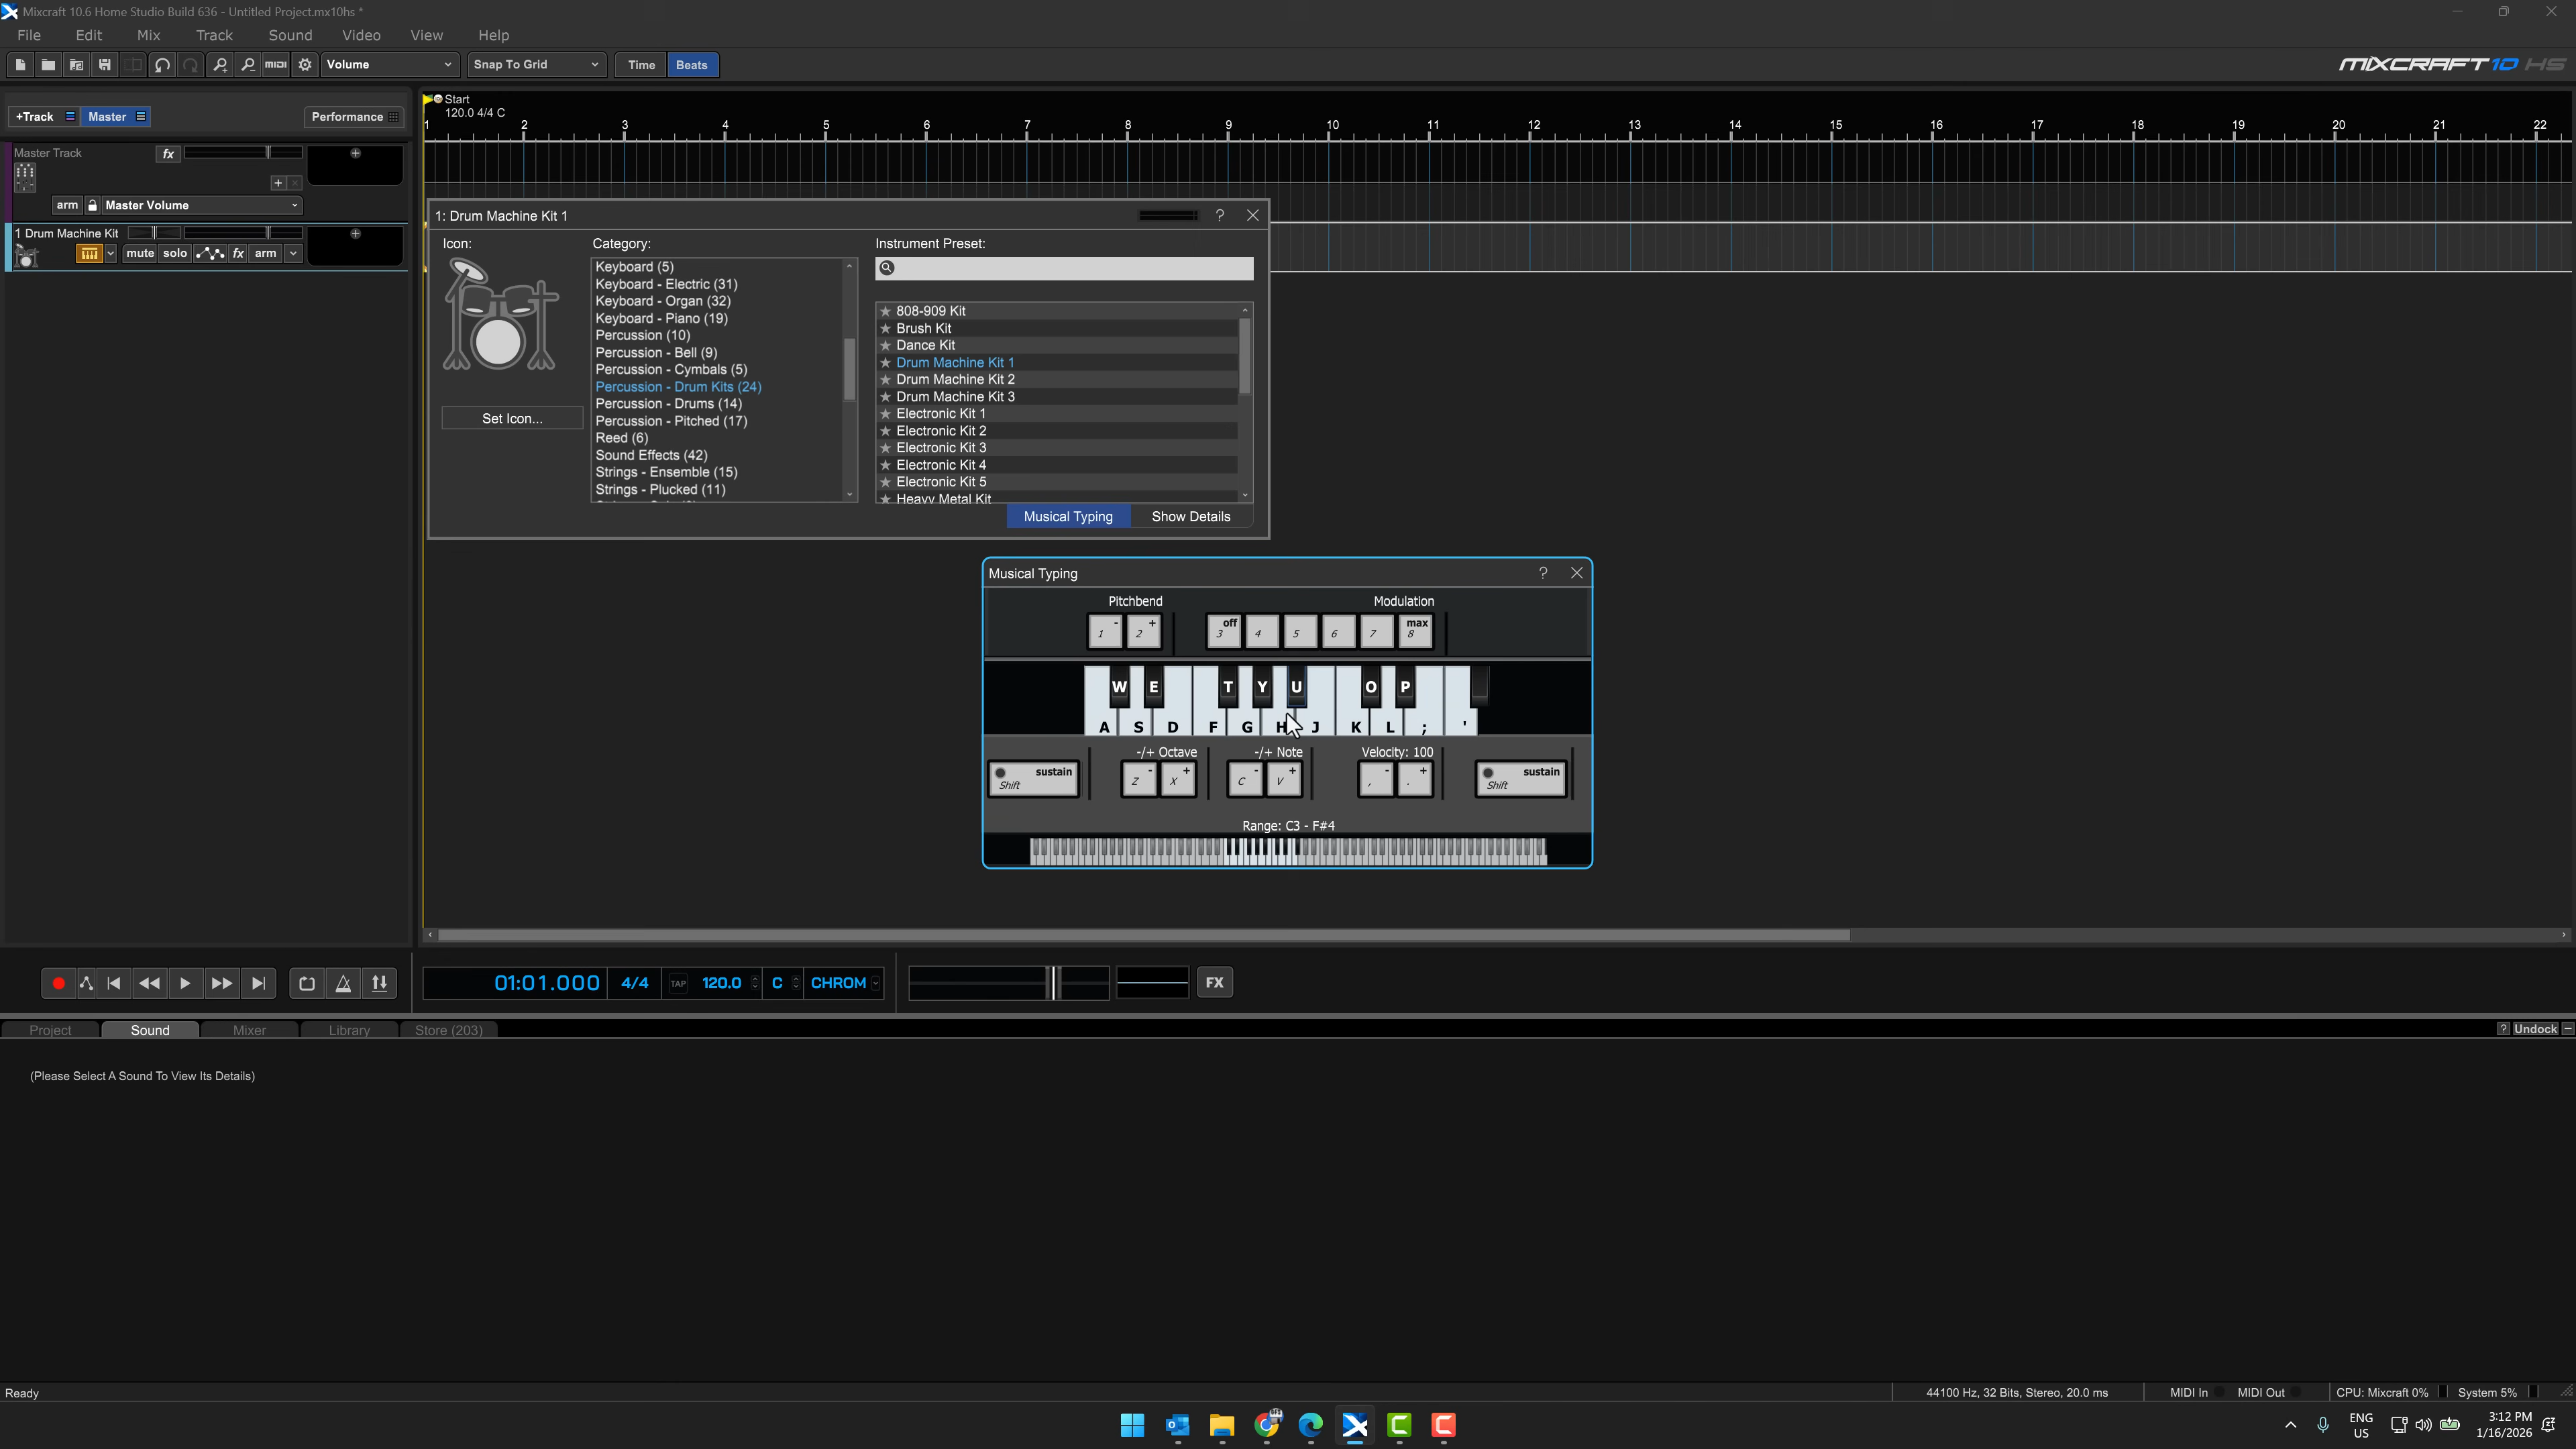 Mixcraft 10.6 Home Studio Build 636 - Untitled Project.mx10hs *
File Edit Mix Track Sound Video View Help
MIDI Volume Snap To Grid Time Beats MIXCRAFT 10 HS
+Track Master Performance
Start
120.0 4/4 C
1 2 3 4 5 6 7 8 9 10 11 12 13 14 15 16 17 18 19 20 21 22
Master Track fx
arm Master Volume
1 Drum Machine Kit
mute solo fx arm
1: Drum Machine Kit 1 ?
Icon: Category: Instrument Preset:
Set Icon...
Keyboard (5)
Keyboard - Electric (31)
Keyboard - Organ (32)
Keyboard - Piano (19)
Percussion (10)
Percussion - Bell (9)
Percussion - Cymbals (5)
Percussion - Drum Kits (24)
Percussion - Drums (14)
Percussion - Pitched (17)
Reed (6)
Sound Effects (42)
Strings - Ensemble (15)
Strings - Plucked (11)
808-909 Kit
Brush Kit
Dance Kit
Drum Machine Kit 1
Drum Machine Kit 2
Drum Machine Kit 3
Electronic Kit 1
Electronic Kit 2
Electronic Kit 3
Electronic Kit 4
Electronic Kit 5
Heavy Metal Kit
Musical Typing Show Details
Musical Typing ?
Pitchbend Modulation
- + off max
1 2 3 4 5 6 7 8
W E T Y U O P
A S D F G H J K L ; '
-/+ Octave -/+ Note Velocity: 100
sustain - + - + - + sustain
Shift Z X C V , . Shift
Range: C3 - F#4
01:01.000 4/4 TAP 120.0 C CHROM FX
Project Sound Mixer Library Store (203) ? Undock
(Please Select A Sound To View Its Details)
Ready 44100 Hz, 32 Bits, Stereo, 20.0 ms MIDI In MIDI Out CPU: Mixcraft 0% System 5%
ENG
US
3:12 PM
1/16/2026